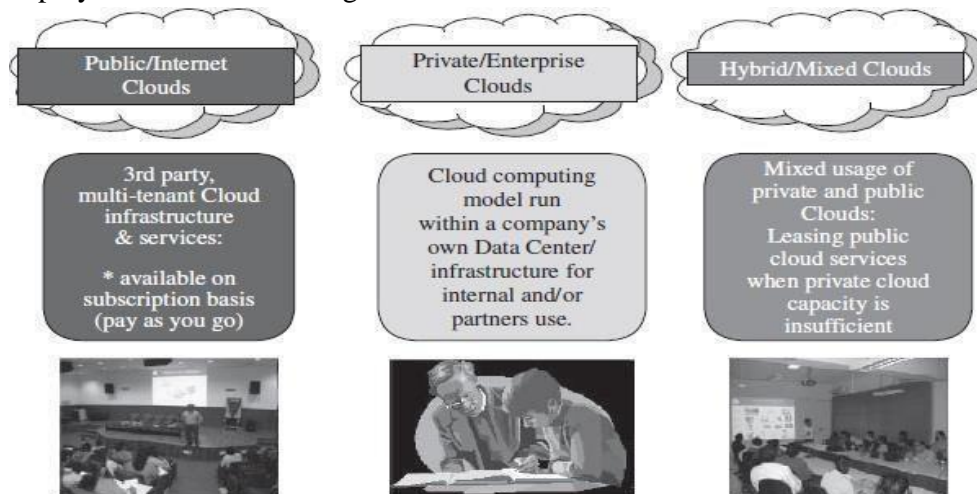 Public/Internet
Clouds
Private/Enterprise
Clouds
Hybrid/Mixed Clouds
3rd party,
multi-tenant Cloud
infrastructure
& services:
* available on
subscription basis
(pay as you go)
Cloud computing
model run
within a company’s
own Data Center/
infrastructure for
internal and/or
partners use.
Mixed usage of
private and public
Clouds:
Leasing public
cloud services
when private cloud
capacity is
insufficient